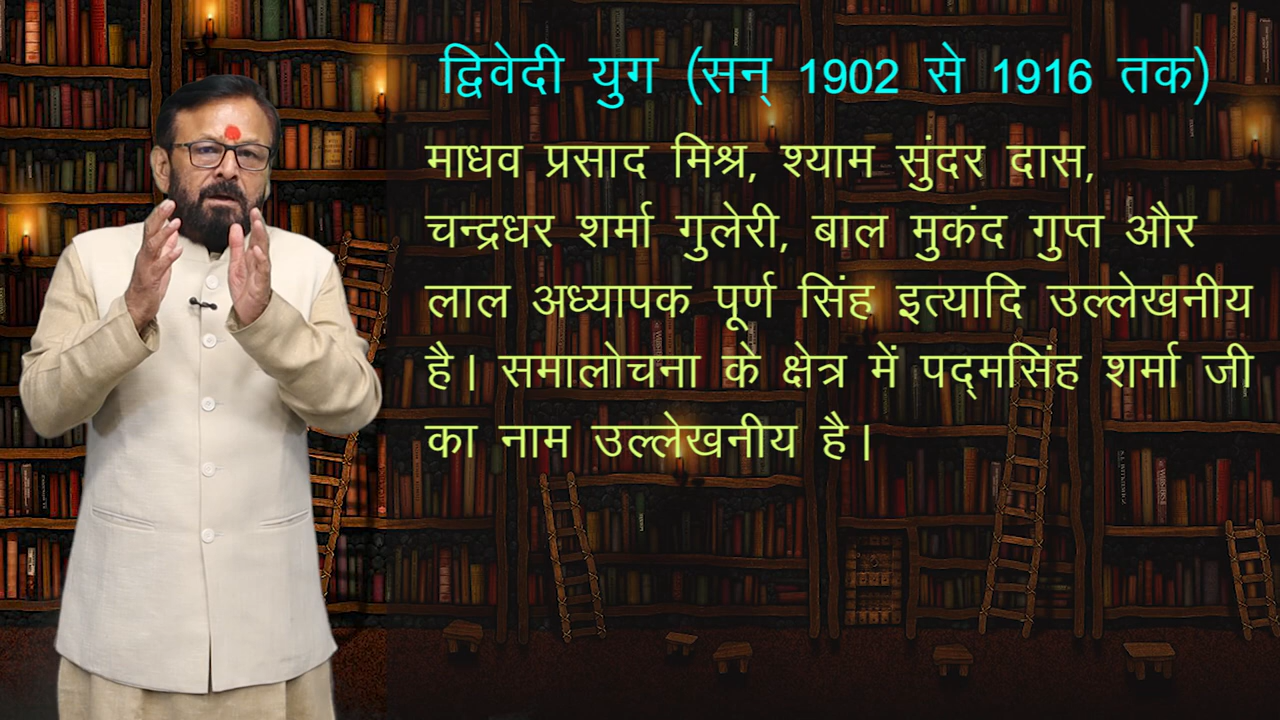 द्विवेदी युग (सन् 1902 से 1916 तक)
माधव प्रसाद मिश्र, श्याम सुंदर दास,
चन्द्रधर शर्मा गुलेरी, बाल मुकंद गुप्त और
लाल अध्यापक पूर्ण सिंह इत्यादि उल्लेखनीय
है। समालोचना के क्षेत्र में पद्मसिंह शर्मा जी
का नाम उल्लेखनीय है।